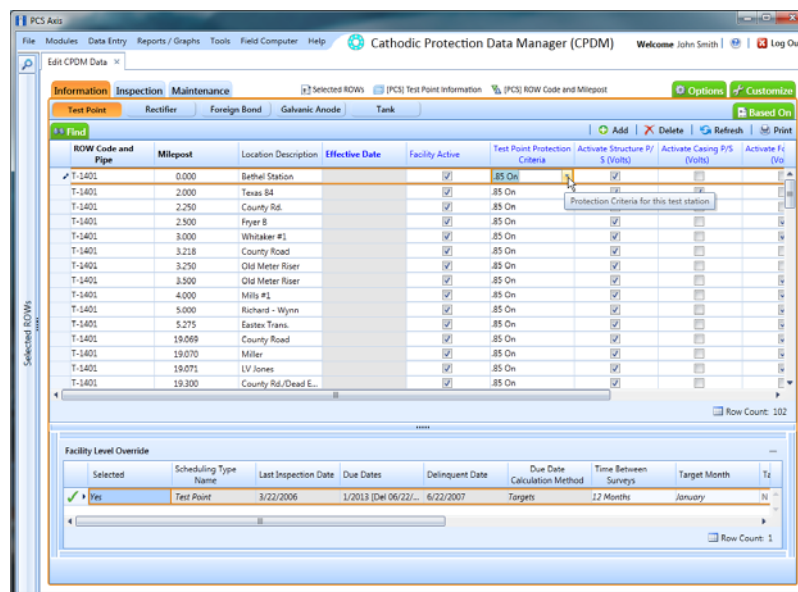 PCS Axis
File Modules Data Entry Reports / Graphs Tools Field Computer Help Cathodic Protection Data Manager (CPDM) Welcome John Smith Log Ou
Edit CPDM Data
Information Inspection Maintenance Selected ROWs [PCS] Test Point Information [PCS] ROW Code and Milepost Options Customize
Test Point Rectifier Foreign Bond Galvanic Anode Tank Based On
Find Add Delete Refresh Print
ROW Code and Pipe Milepost Location Description Effective Date Facility Active Test Point Protection Criteria Activate Structure P/S (Volts) Activate Casing P/S (Volts) Activate Fc (Vo
T-1401 0.000 Bethel Station .85 On
T-1401 2.000 Texas 84 .85 On
Protection Criteria for this test station
T-1401 2.250 County Rd. .85 On
T-1401 2.500 Fryer B .85 On
T-1401 3.000 Whitaker #1 .85 On
T-1401 3.218 County Road .85 On
T-1401 3.250 Old Meter Riser .85 On
T-1401 3.500 Old Meter Riser .85 On
T-1401 4.000 Mills #1 .85 On
T-1401 5.000 Richard - Wynn .85 On
T-1401 5.275 Eastex Trans. .85 On
T-1401 19.069 County Road .85 On
T-1401 19.070 Miller .85 On
T-1401 19.071 LV Jones .85 On
T-1401 19.300 County Rd./Dead E... .85 On
Selected ROWs
Row Count: 102
Facility Level Override
Selected Scheduling Type Name Last Inspection Date Due Dates Delinquent Date Due Date Calculation Method Time Between Surveys Target Month Ta
Yes Test Point 3/22/2006 1/2013 [Del 06/22/... 6/22/2007 Targets 12 Months January N
Row Count: 1